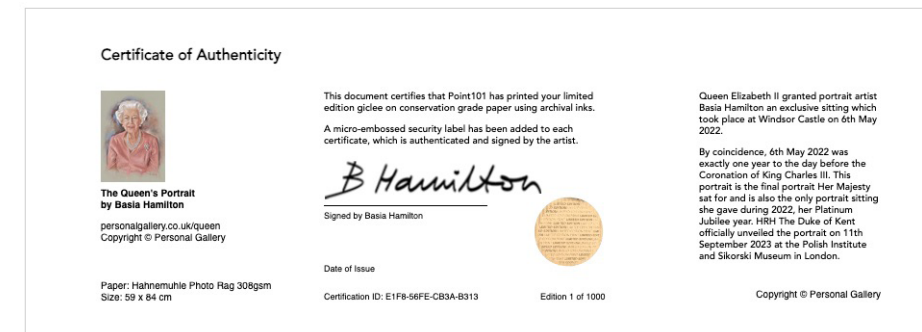 Certificate of Authenticity
The Queen's Portrait
by Basia Hamilton
personalgallery.co.uk/queen
Copyright © Personal Gallery
Paper: Hahnemuhle Photo Rag 308gsm
Size: 59 x 84 cm
This document certifies that Point101 has printed your limited
edition giclee on conservation grade paper using archival inks.
A micro-embossed security label has been added to each
certificate, which is authenticated and signed by the artist.
B Hamilton
Signed by Basia Hamilton
Date of Issue
Certification ID: E1F8-56FE-CB3A-B313
Edition 1 of 1000
Queen Elizabeth II granted portrait artist
Basia Hamilton an exclusive sitting which
took place at Windsor Castle on 6th May
2022.
By coincidence, 6th May 2022 was
exactly one year to the day before the
Coronation of King Charles III. This
portrait is the final portrait Her Majesty
sat for and is also the only portrait sitting
she gave during 2022, her Platinum
Jubilee year. HRH The Duke of Kent
officially unveiled the portrait on 11th
September 2023 at the Polish Institute
and Sikorski Museum in London.
Copyright © Personal Gallery